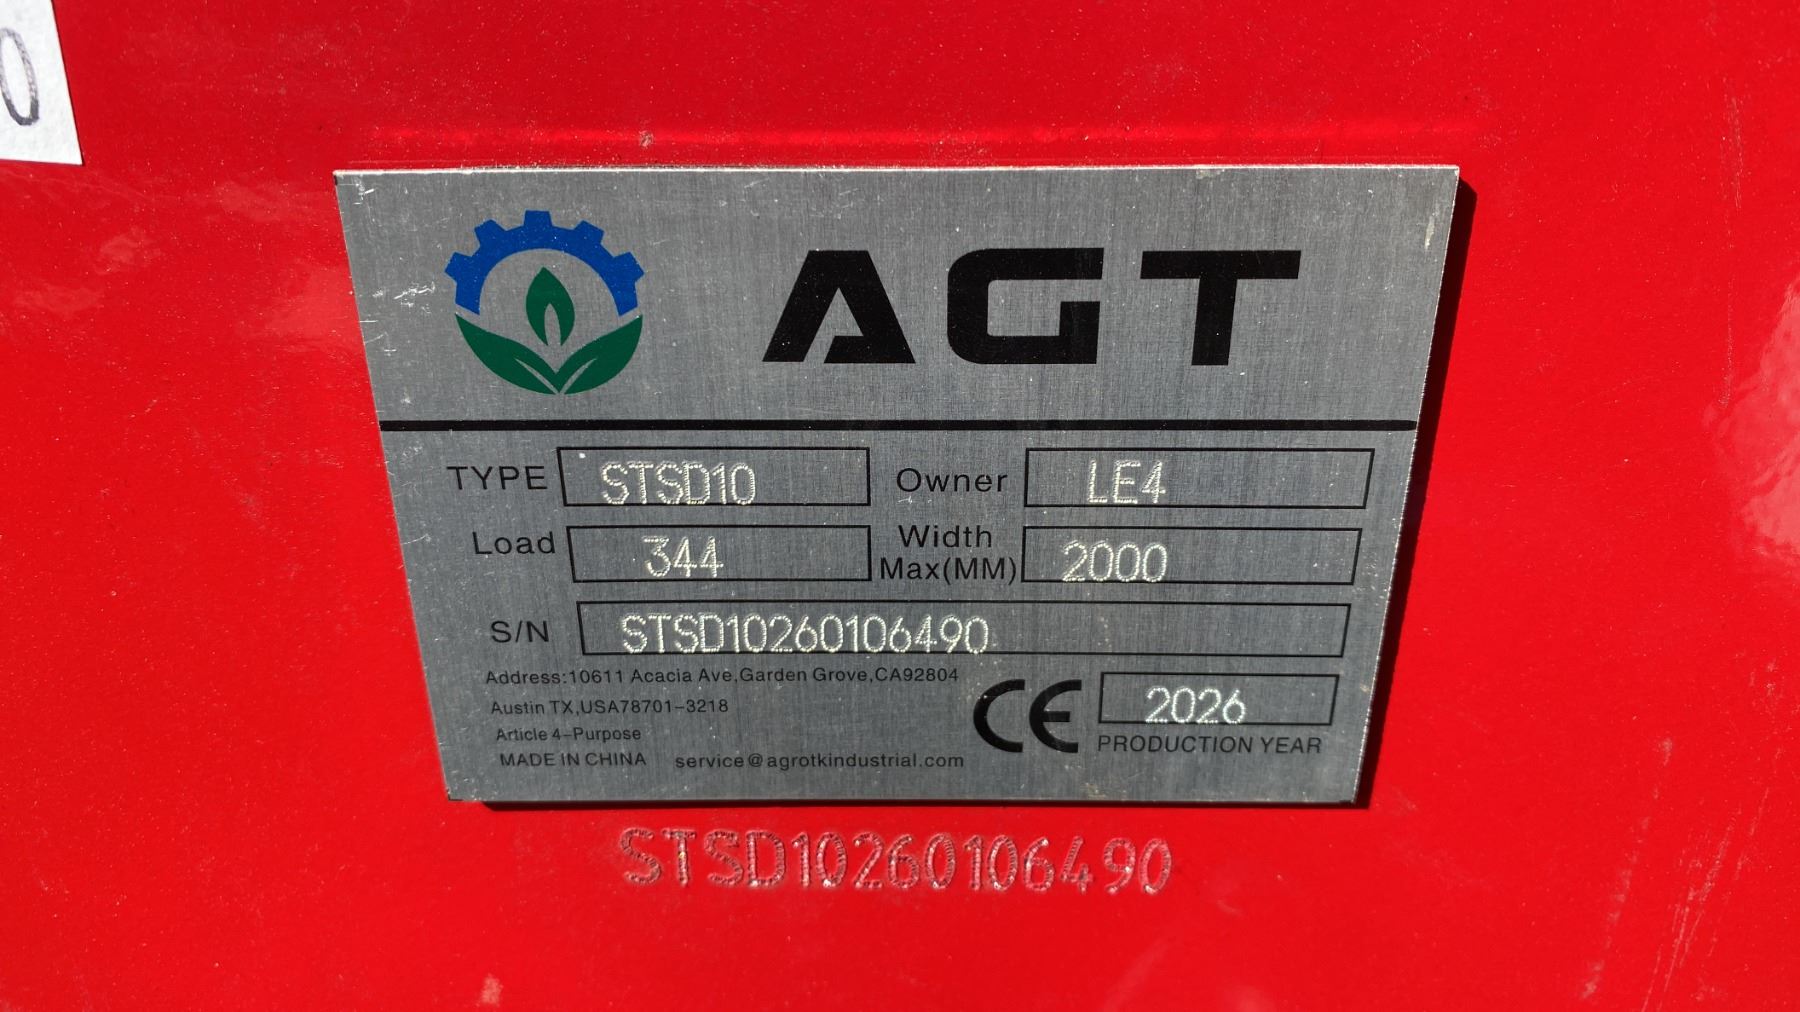 0
AGT
TYPE STSD10 Owner LE4
Load 344 Width Max(MM) 2000
S/N STSD10260106490
Address:10611 Acacia Ave,Garden Grove,CA92804
Austin TX,USA78701-3218
Article 4-Purpose
MADE IN CHINA service@agrotkindustrial.com
CE 2026
PRODUCTION YEAR
STSD10260106490